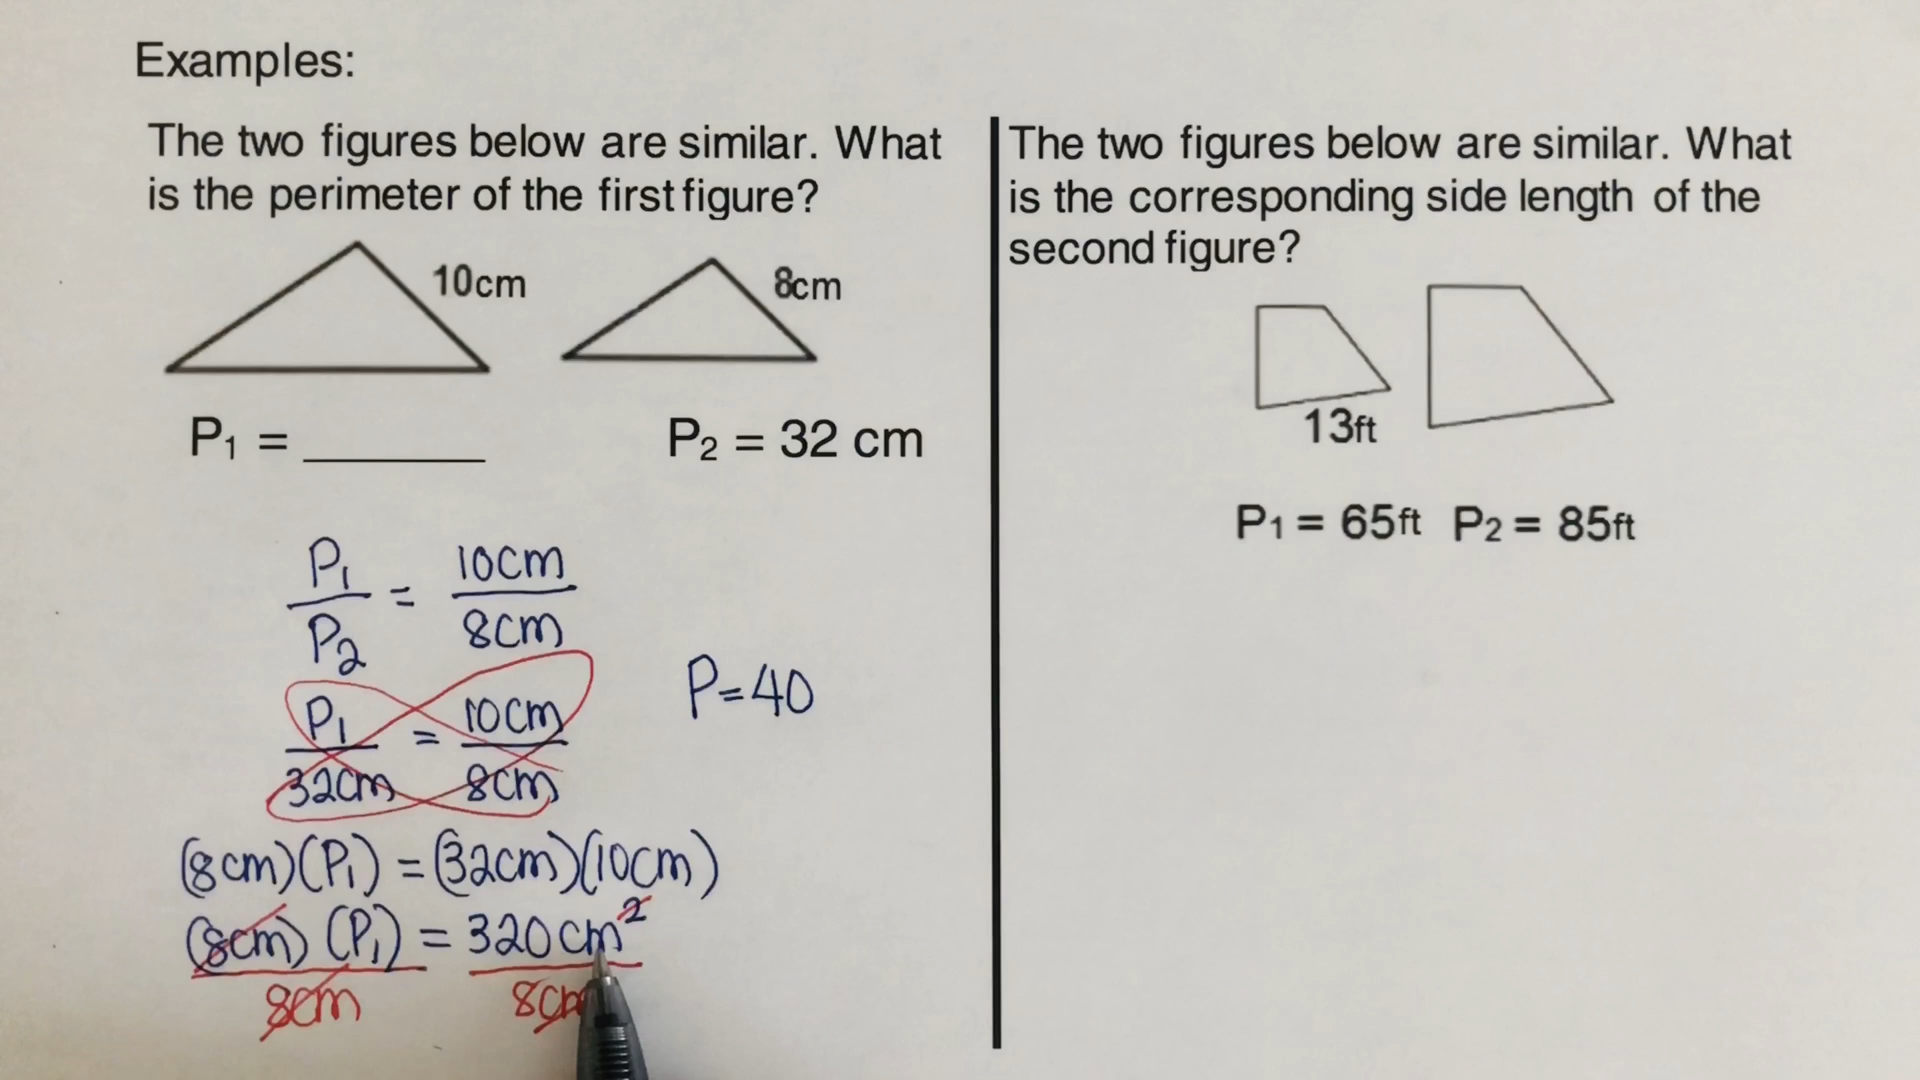 Examples:
The two figures below are similar. What
is the perimeter of the first figure?
10cm
8cm
P₁ = ______
P₂ = 32 cm
P₁/P₂ = 10cm/8cm
P₁/32cm = 10cm/8cm
P=40
(8cm)(P₁) = (32cm)(10cm)
(8cm) (P₁) = 320cm²
8cm
8cm
The two figures below are similar. What
is the corresponding side length of the
second figure?
13ft
P₁ = 65ft P₂ = 85ft